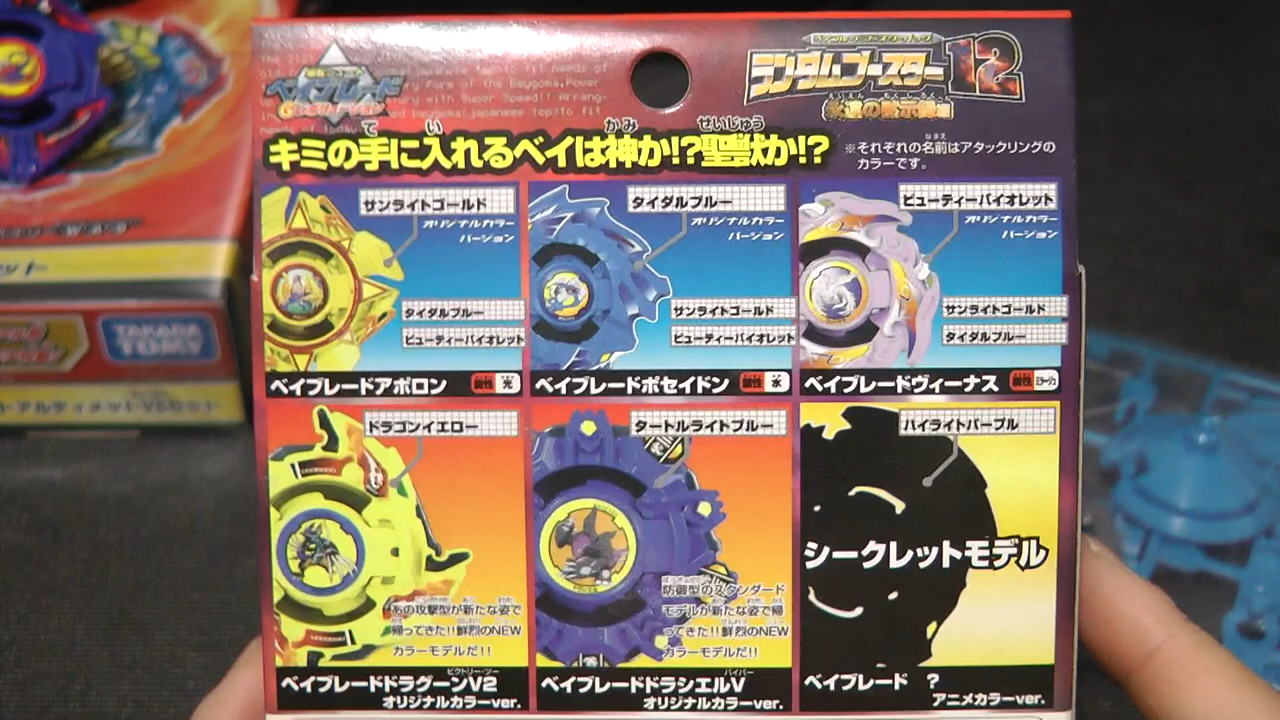 ベイブレード
ランダムブースター12
永遠の黙示録編
キミの手に入れるベイは神か!?聖獣か!?
※それぞれの名前はアタックリングの
カラーです。
サンライトゴールド
オリジナルカラー
バージョン
タイダルブルー
ビューティーバイオレット
ベイブレードアポロン
属性 光
タイダルブルー
オリジナルカラー
バージョン
サンライトゴールド
ビューティーバイオレット
ベイブレードポセイドン
属性 水
ビューティーバイオレット
オリジナルカラー
バージョン
サンライトゴールド
タイダルブルー
ベイブレードヴィーナス
属性 ミラージュ
ドラゴンイエロー
あの攻撃型が新たな姿で
帰ってきた!!鮮烈のNEW
カラーモデルだ!!
ベイブレードドラグーンV2
オリジナルカラーver.
タートルライトブルー
防御型のスタンダード
モデルが新たな姿で帰
ってきた!!鮮烈のNEW
カラーモデルだ!!
ベイブレードドラシエルV
オリジナルカラーver.
ハイライトパープル
シークレットモデル
ベイブレード ?
アニメカラーver.
TAKARA
TOMY